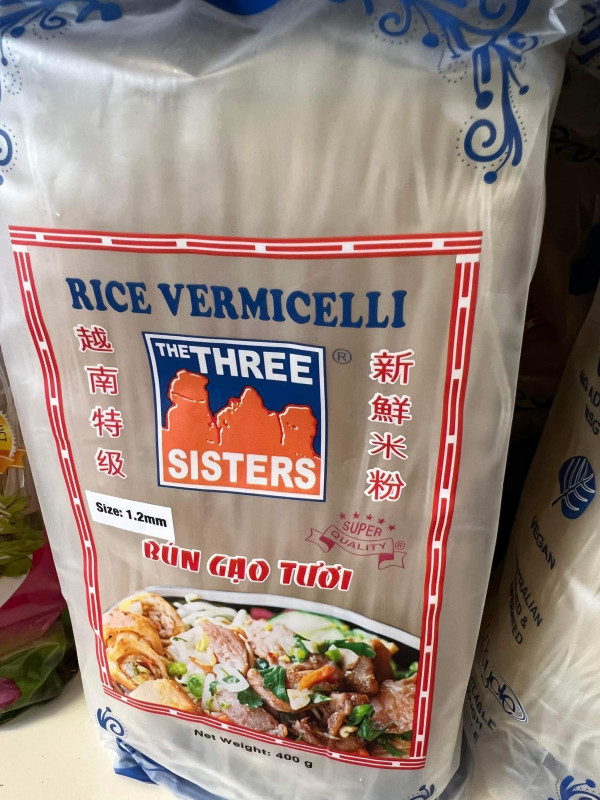 RICE VERMICELLI
越南特级
THE THREE
SISTERS
®
新鮮米粉
Size: 1.2mm
SUPER
QUALITY
®
BÚN GẠO TƯƠI
Net Weight: 400 g
VEGAN